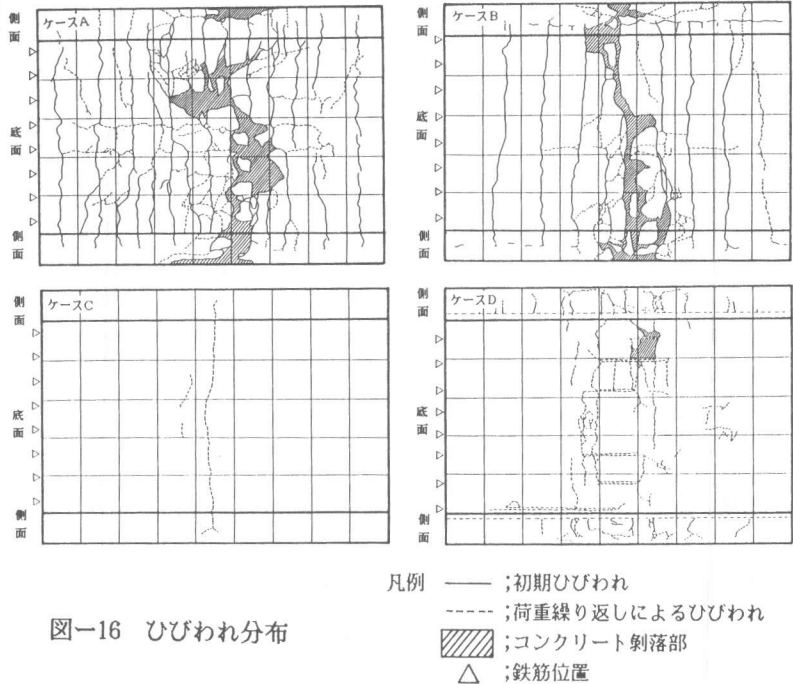 側面
ケースA
底面
側面
側面
ケースB
底面
側面
側面
ケースC
底面
側面
側面
ケースD
底面
側面
凡例 ――― ;初期ひびわれ
----- ;荷重繰り返しによるひびわれ
;コンクリート剝落部
△ ;鉄筋位置
図―16 ひびわれ分布